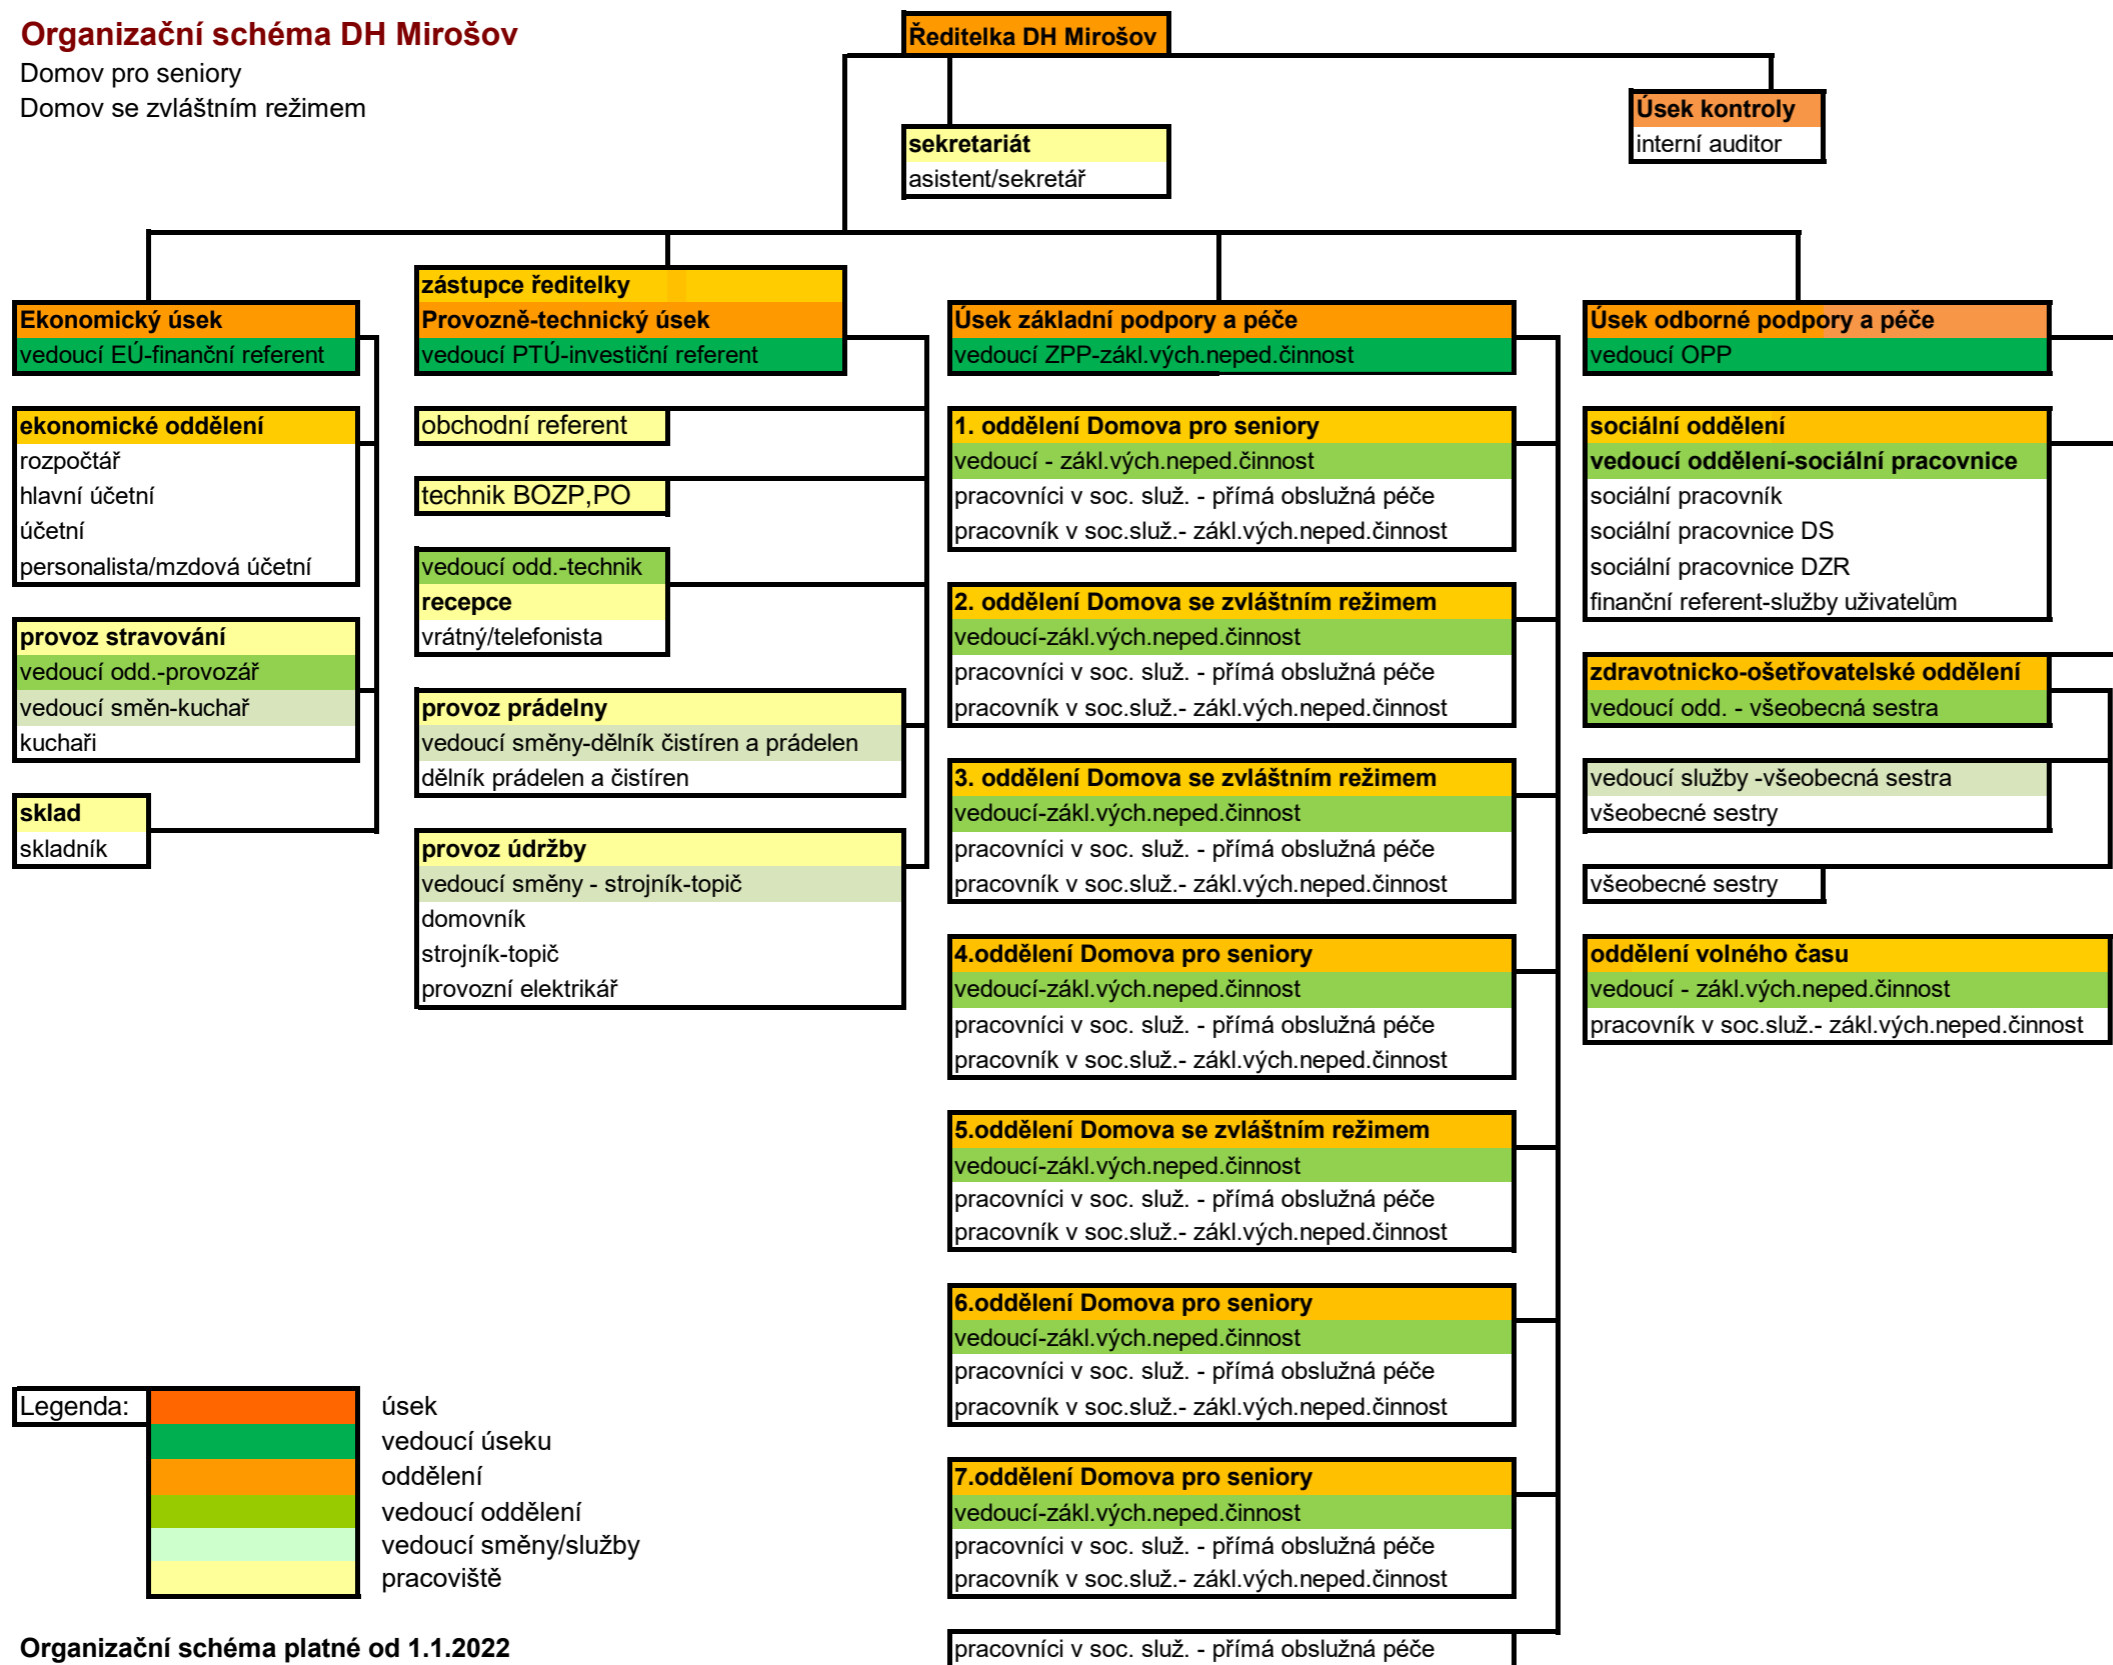 Organizační schéma DH Mirošov
Domov pro seniory
Domov se zvláštním režimem
Ředitelka DH Mirošov
Úsek kontroly
interní auditor
sekretariát
asistent/sekretář
Ekonomický úsek
vedoucí EÚ-finanční referent
ekonomické oddělení
rozpočtář
hlavní účetní
účetní
personalista/mzdová účetní
provoz stravování
vedoucí odd.-provozář
vedoucí směn-kuchař
kuchaři
sklad
skladník
zástupce ředitelky
Provozně-technický úsek
vedoucí PTÚ-investiční referent
obchodní referent
technik BOZP,PO
vedoucí odd.-technik
recepce
vrátný/telefonista
provoz prádelny
vedoucí směny-dělník čistíren a prádelen
dělník prádelen a čistíren
provoz údržby
vedoucí směny - strojník-topič
domovník
strojník-topič
provozní elektrikář
Úsek základní podpory a péče
vedoucí ZPP-zákl.vých.neped.činnost
1. oddělení Domova pro seniory
vedoucí - zákl.vých.neped.činnost
pracovníci v soc. služ. - přímá obslužná péče
pracovník v soc.služ.- zákl.vých.neped.činnost
2. oddělení Domova se zvláštním režimem
vedoucí-zákl.vých.neped.činnost
pracovníci v soc. služ. - přímá obslužná péče
pracovník v soc.služ.- zákl.vých.neped.činnost
3. oddělení Domova se zvláštním režimem
vedoucí-zákl.vých.neped.činnost
pracovníci v soc. služ. - přímá obslužná péče
pracovník v soc.služ.- zákl.vých.neped.činnost
4.oddělení Domova pro seniory
vedoucí-zákl.vých.neped.činnost
pracovníci v soc. služ. - přímá obslužná péče
pracovník v soc.služ.- zákl.vých.neped.činnost
5.oddělení Domova se zvláštním režimem
vedoucí-zákl.vých.neped.činnost
pracovníci v soc. služ. - přímá obslužná péče
pracovník v soc.služ.- zákl.vých.neped.činnost
6.oddělení Domova pro seniory
vedoucí-zákl.vých.neped.činnost
pracovníci v soc. služ. - přímá obslužná péče
pracovník v soc.služ.- zákl.vých.neped.činnost
7.oddělení Domova pro seniory
vedoucí-zákl.vých.neped.činnost
pracovníci v soc. služ. - přímá obslužná péče
pracovník v soc.služ.- zákl.vých.neped.činnost
pracovníci v soc. služ. - přímá obslužná péče
Úsek odborné podpory a péče
vedoucí OPP
sociální oddělení
vedoucí oddělení-sociální pracovnice
sociální pracovník
sociální pracovnice DS
sociální pracovnice DZR
finanční referent-služby uživatelům
zdravotnicko-ošetřovatelské oddělení
vedoucí odd. - všeobecná sestra
vedoucí služby -všeobecná sestra
všeobecné sestry
všeobecné sestry
oddělení volného času
vedoucí - zákl.vých.neped.činnost
pracovník v soc.služ.- zákl.vých.neped.činnost
Legenda:
úsek
vedoucí úseku
oddělení
vedoucí oddělení
vedoucí směny/služby
pracoviště
Organizační schéma platné od 1.1.2022